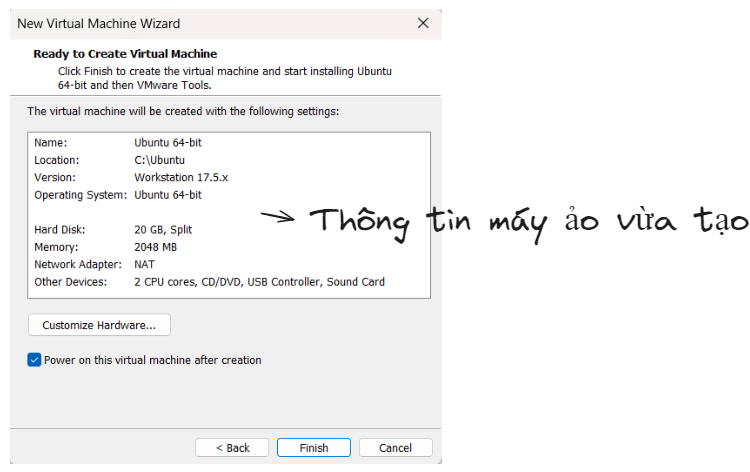 New Virtual Machine Wizard
Ready to Create Virtual Machine
Click Finish to create the virtual machine and start installing Ubuntu
64-bit and then VMware Tools.
The virtual machine will be created with the following settings:
Name: Ubuntu 64-bit
Location: C:\Ubuntu
Version: Workstation 17.5.x
Operating System: Ubuntu 64-bit
Thông tin máy ảo vừa tạo
Hard Disk: 20 GB, Split
Memory: 2048 MB
Network Adapter: NAT
Other Devices: 2 CPU cores, CD/DVD, USB Controller, Sound Card
Customize Hardware...
Power on this virtual machine after creation
< Back Finish Cancel